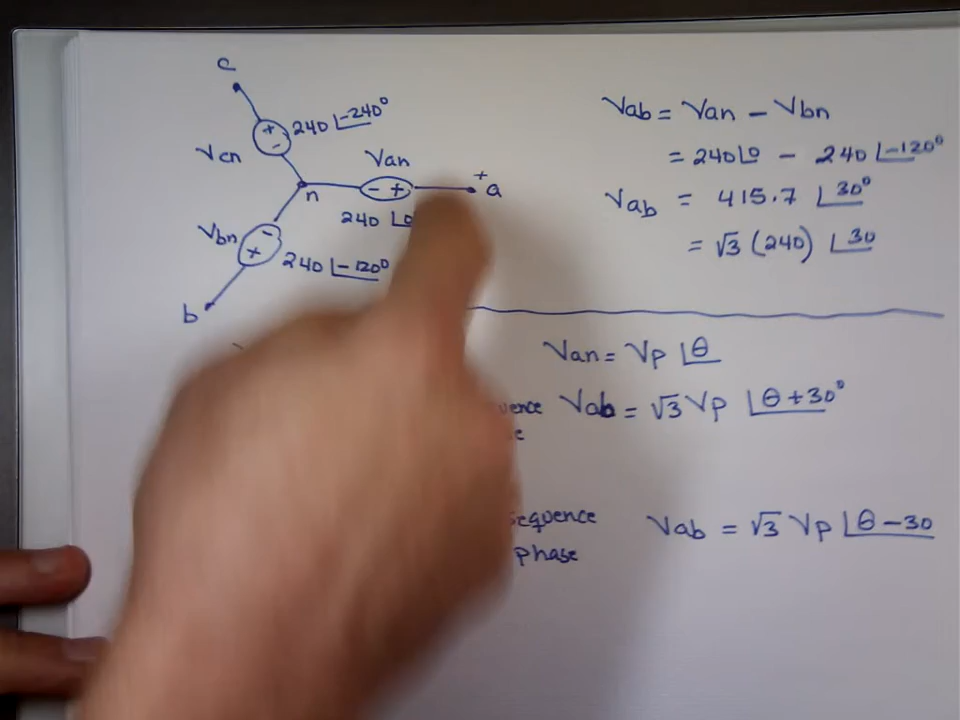 c
240 ∠-240°
+
-
Vcn
Van
n
- +
+
a
240 ∠0
Vbn
-
+
240 ∠-120°
b
Vab = Van - Vbn
= 240∠0 - 240 ∠-120°
Vab = 415.7 ∠30°
= √3 (240) ∠30
Van = Vp ∠θ
Vab = √3 Vp ∠θ+30°
sequence Vab = √3 Vp ∠θ-30
phase